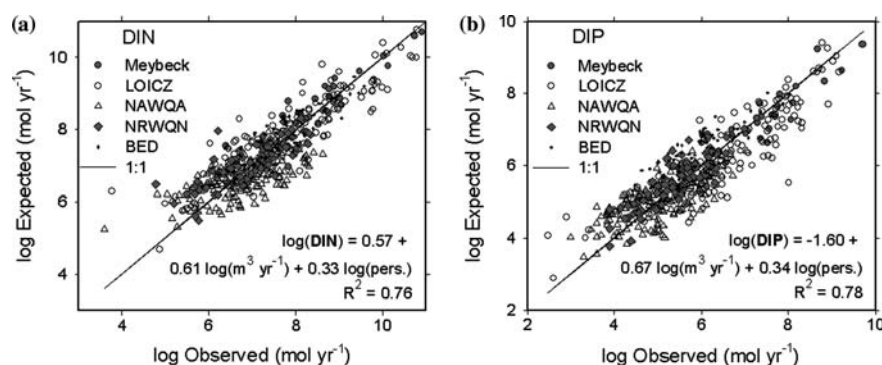 (a)
DIN
Meybeck
LOICZ
NAWQA
NRWQN
BED
1:1
log(DIN) = 0.57 +
0.61 log(m³ yr⁻¹) + 0.33 log(pers.)
R² = 0.76
log Expected (mol yr⁻¹)
10
8
6
4
4 6 8 10
log Observed (mol yr⁻¹)
(b)
DIP
Meybeck
LOICZ
NAWQA
NRWQN
BED
1:1
log(DIP) = -1.60 +
0.67 log(m³ yr⁻¹) + 0.34 log(pers.)
R² = 0.78
log Expected (mol yr⁻¹)
10
8
6
4
2
2 4 6 8 10
log Observed (mol yr⁻¹)